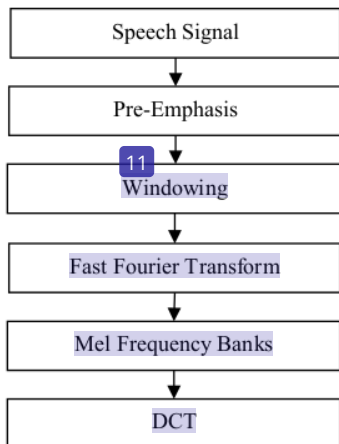 Speech Signal
Pre-Emphasis
11
Windowing
Fast Fourier Transform
Mel Frequency Banks
DCT